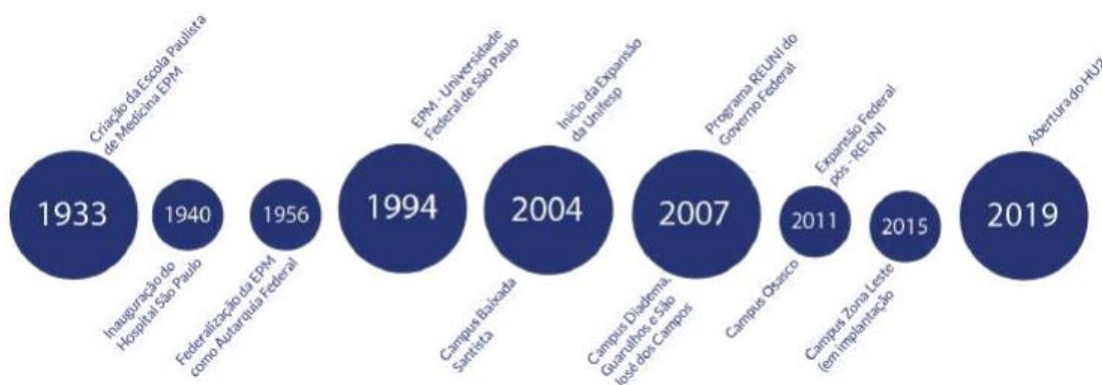 Criação da Escola Paulista
de Medicina EPM
1933
1940
Inauguração do
Hospital São Paulo
1956
Federalização da EPM
como Autarquia Federal
EPM - Universidade
Federal de São Paulo
1994
Início da Expansão
da Unifesp
2004
Campus Baixada
Santista
Programa REUNI do
Governo Federal
2007
Campus Diadema,
Guarulhos e São
José dos Campos
Expansão Federal
pós - REUNI
2011
Campus Osasco
2015
Campus Zona Leste
(em implantação)
Abertura do HU2
2019